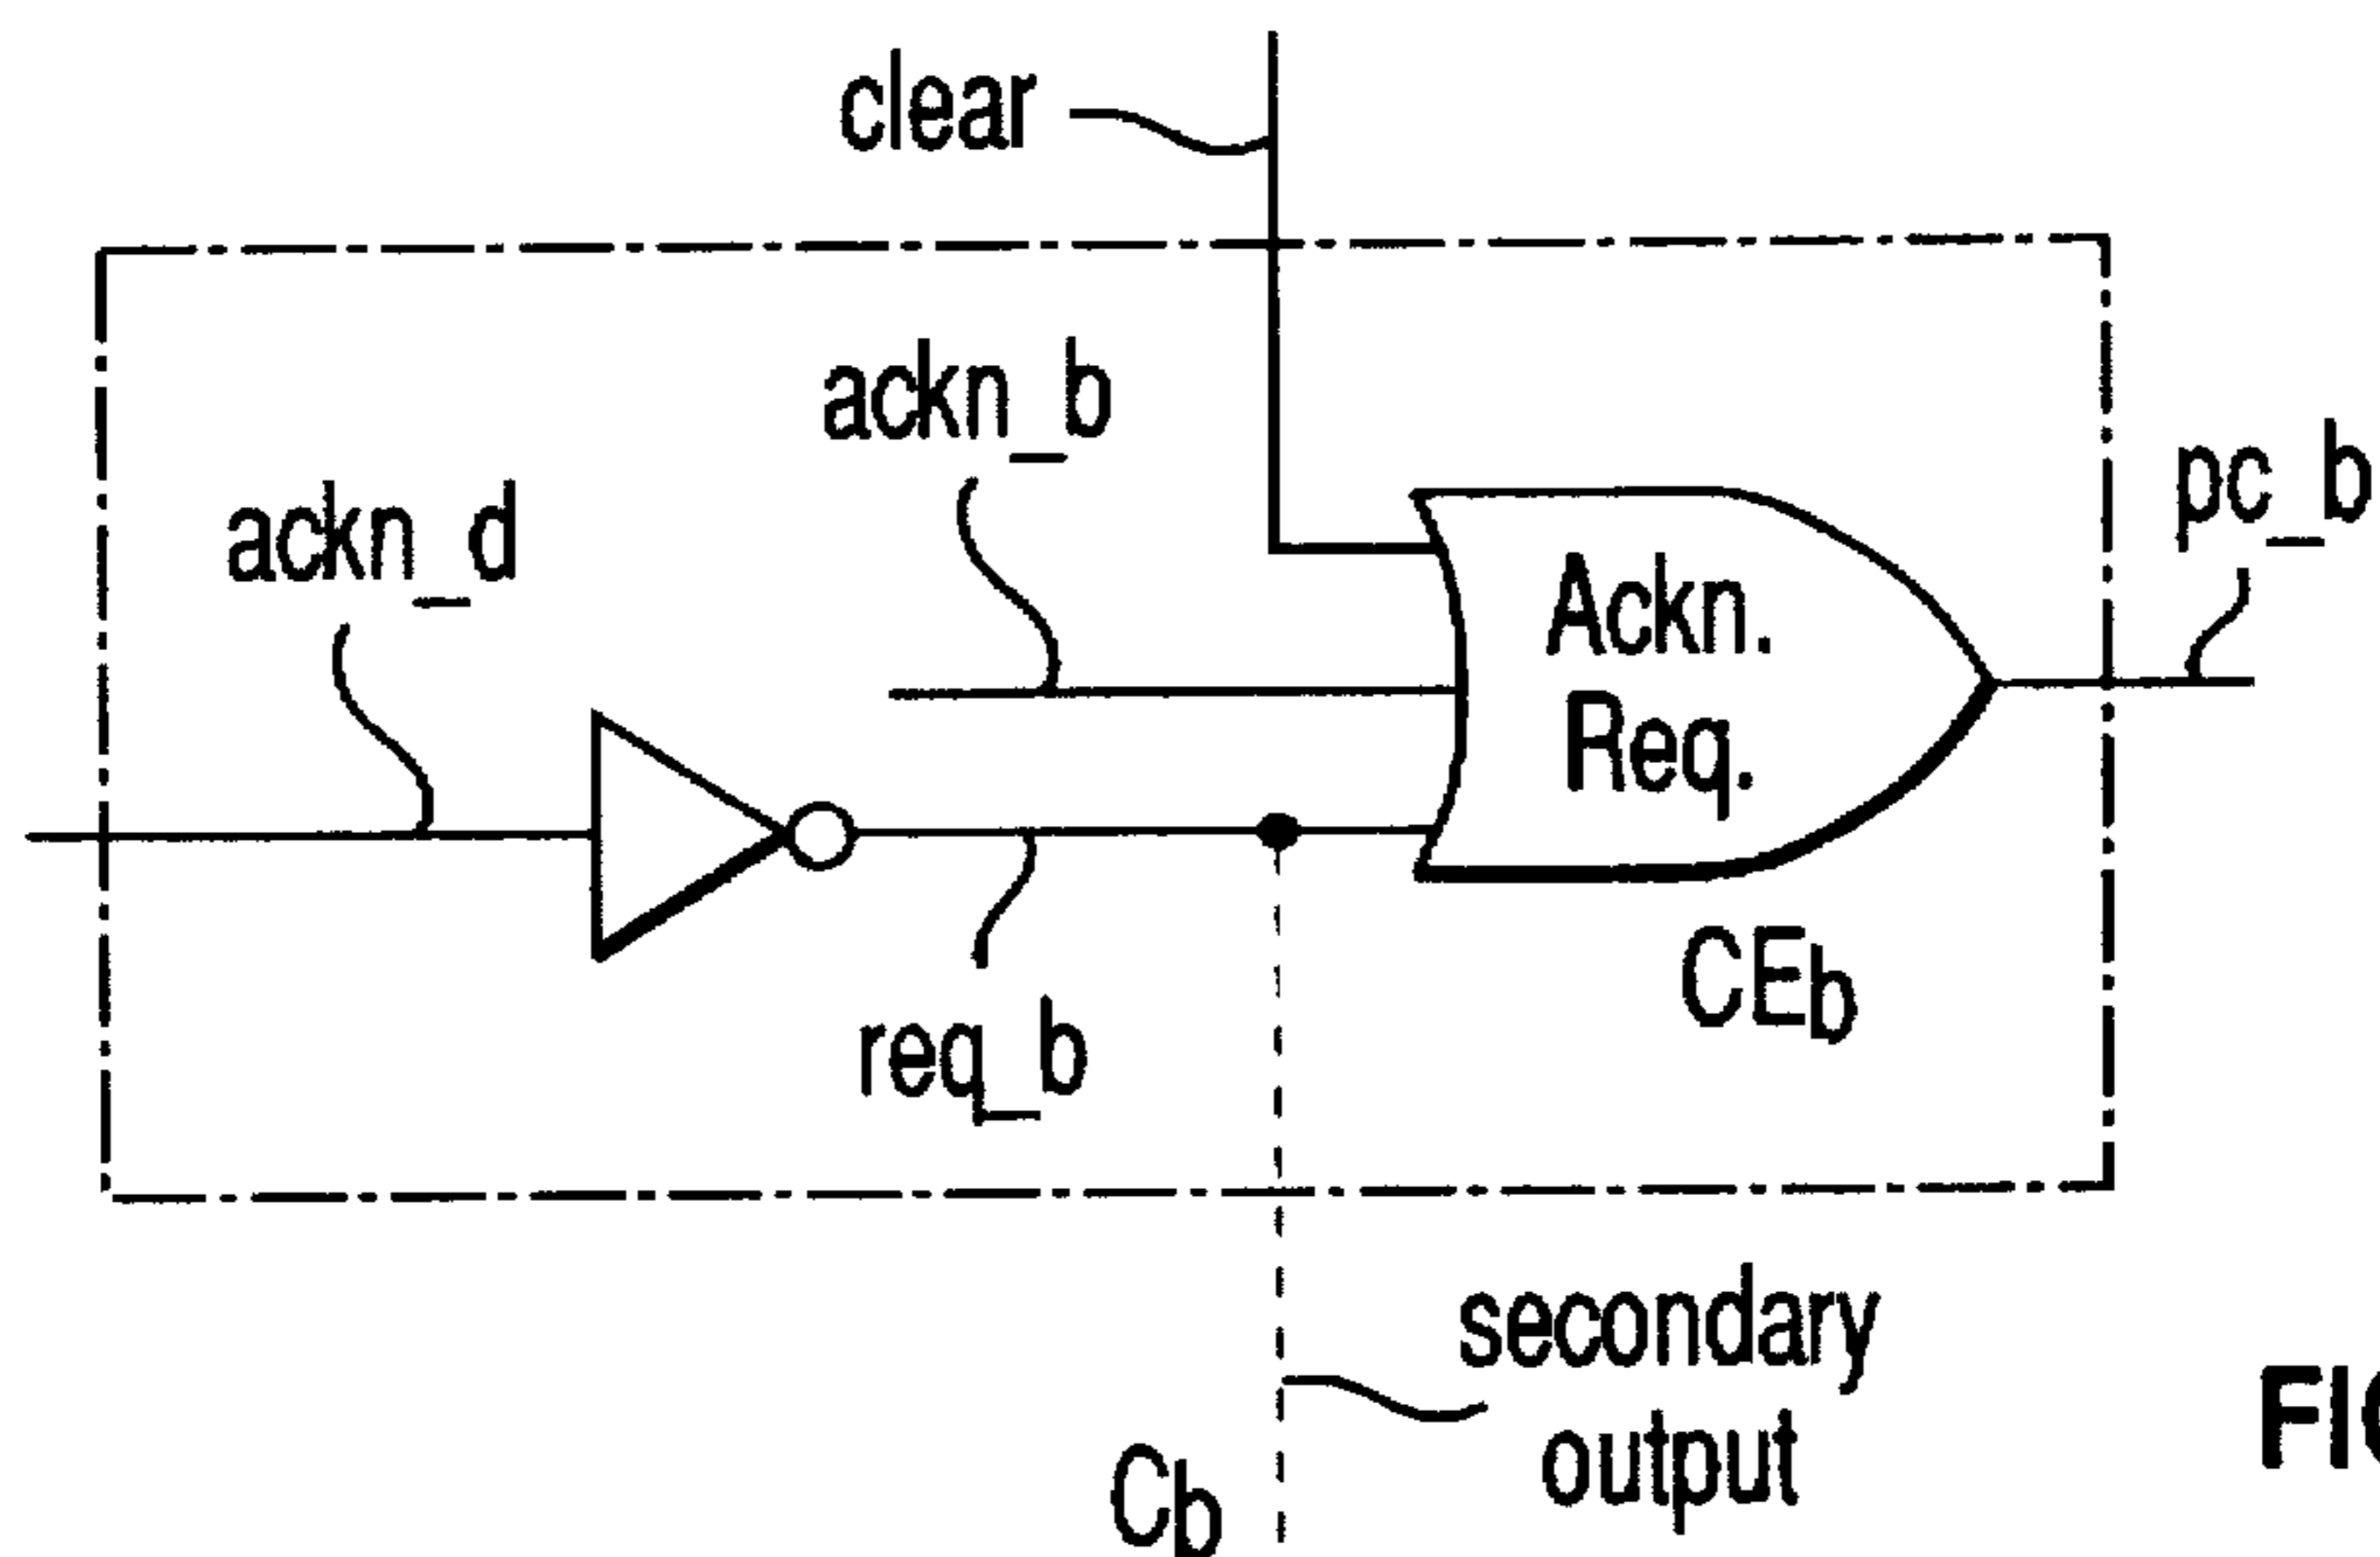 clear
ackn_b
ackn_d
pc_b
Ackn.
Req.
CEb
req_b
secondary
output
Cb